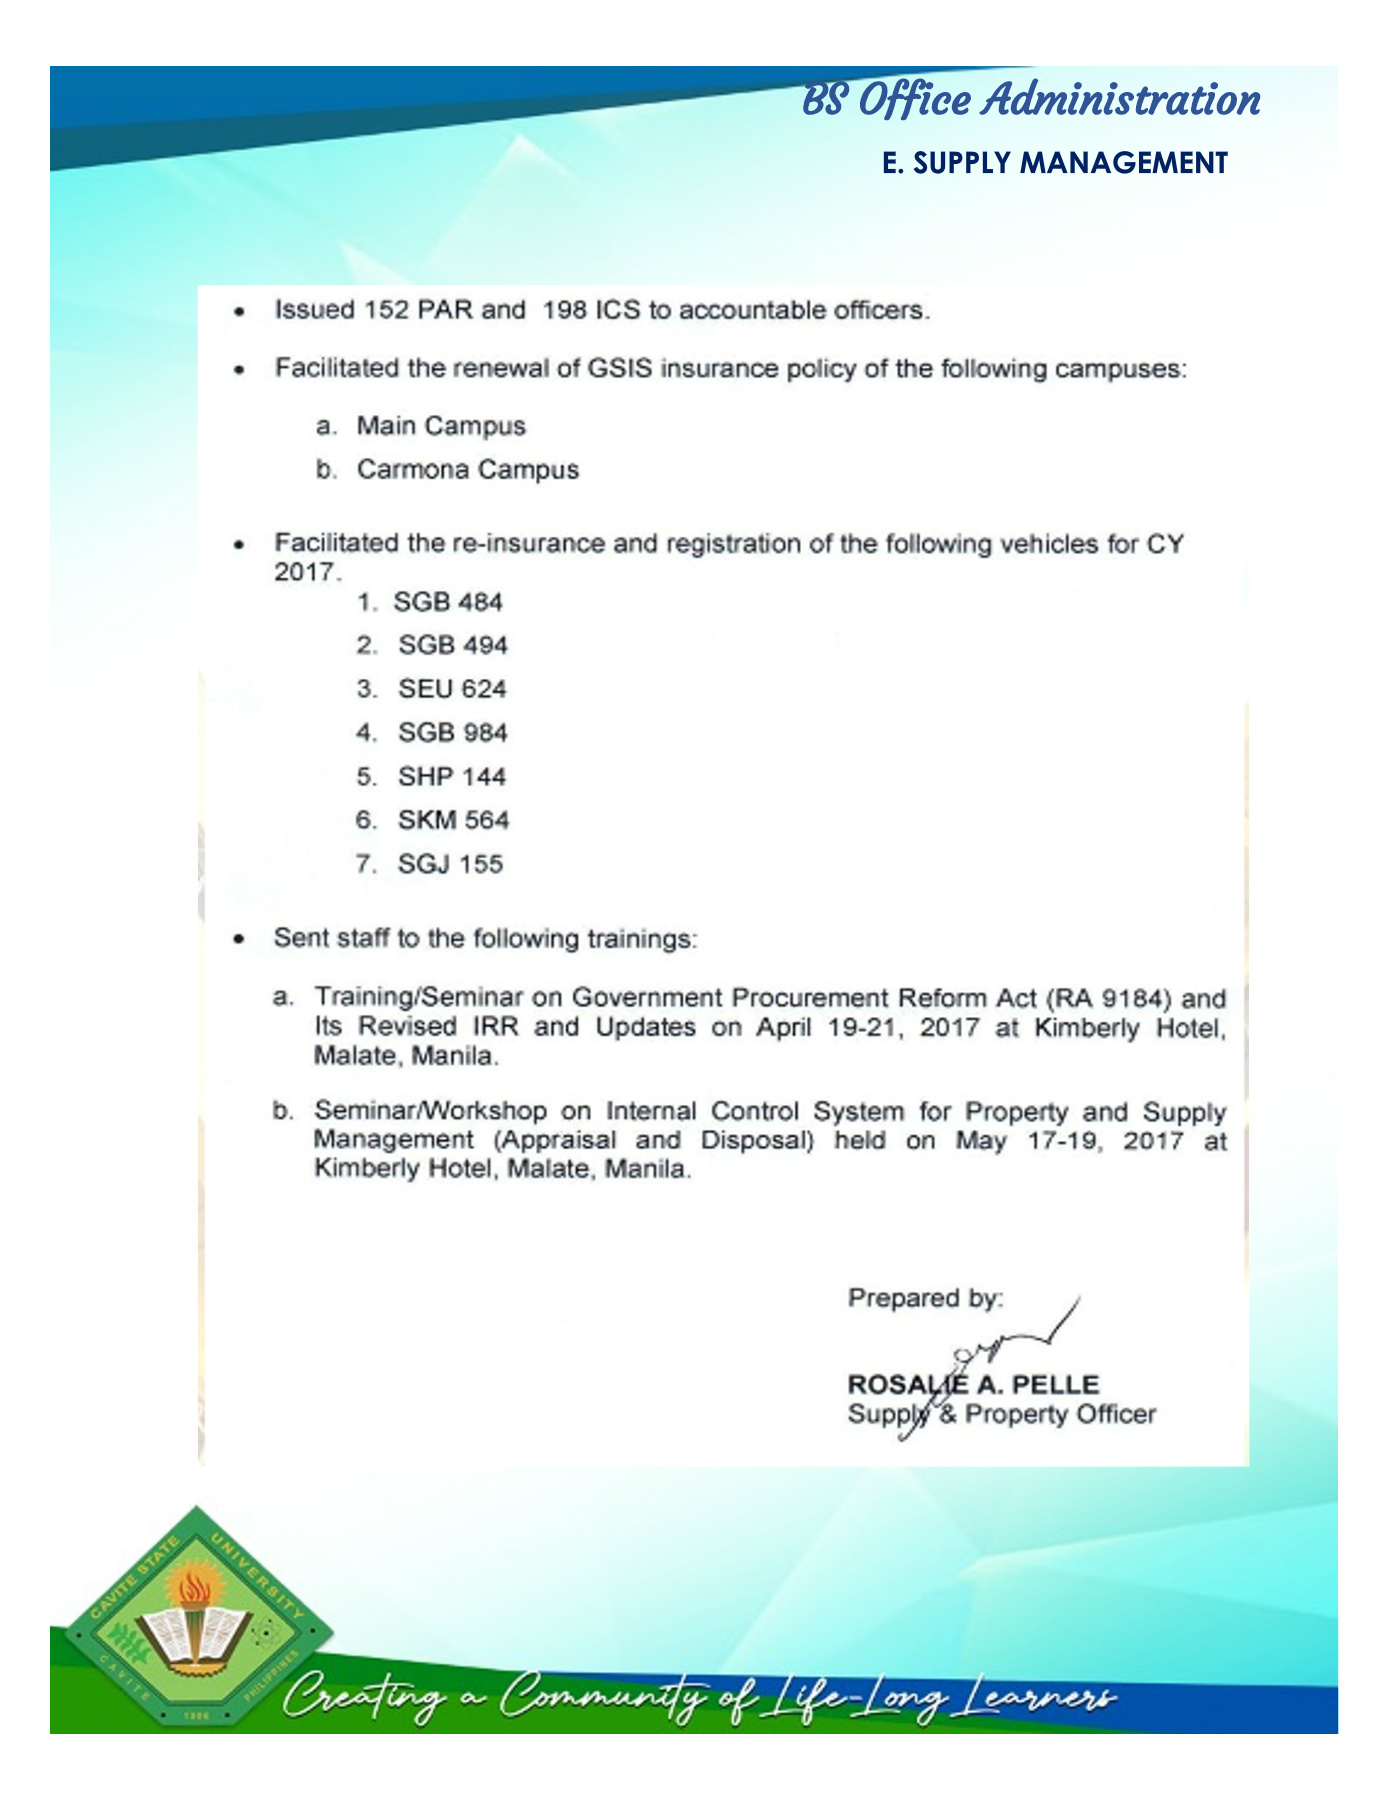 BS Office Administration
E. SUPPLY MANAGEMENT
• Issued 152 PAR and 198 ICS to accountable officers.
• Facilitated the renewal of GSIS insurance policy of the following campuses:
a. Main Campus
b. Carmona Campus
• Facilitated the re-insurance and registration of the following vehicles for CY
2017.
1. SGB 484
2. SGB 494
3. SEU 624
4. SGB 984
5. SHP 144
6. SKM 564
7. SGJ 155
• Sent staff to the following trainings:
a. Training/Seminar on Government Procurement Reform Act (RA 9184) and
Its Revised IRR and Updates on April 19-21, 2017 at Kimberly Hotel,
Malate, Manila.
b. Seminar/Workshop on Internal Control System for Property and Supply
Management (Appraisal and Disposal) held on May 17-19, 2017 at
Kimberly Hotel, Malate, Manila.
Prepared by:
ROSALIE A. PELLE
Supply & Property Officer
CAVITE STATE UNIVERSITY
CAVITE PHILIPPINES
1906
Creating a Community of Life-Long Learners